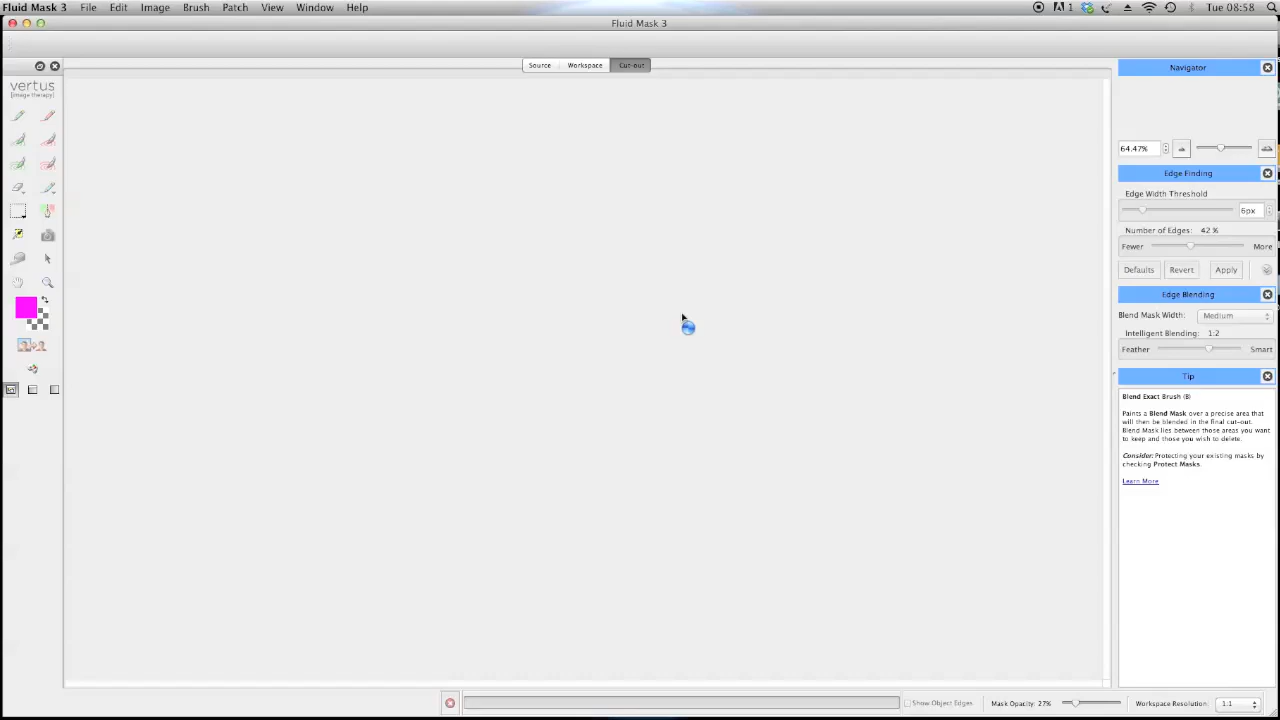 Fluid Mask 3 File Edit Image Brush Patch View Window Help 1 Tue 08:58
Fluid Mask 3
Source Workspace Cut-out
vertus
[image therapy]
Navigator
64.47%
Edge Finding
Edge Width Threshold
6px
Number of Edges: 42 %
Fewer More
Defaults Revert Apply
Edge Blending
Blend Mask Width: Medium
Intelligent Blending: 1:2
Feather Smart
Tip
Blend Exact Brush (B)
Paints a Blend Mask over a precise area that
will then be blended in the final cut-out.
Blend Mask lies between those areas you want
to keep and those you wish to delete.
Consider: Protecting your existing masks by
checking Protect Masks.
Learn More
Show Object Edges Mask Opacity: 27% Workspace Resolution: 1:1